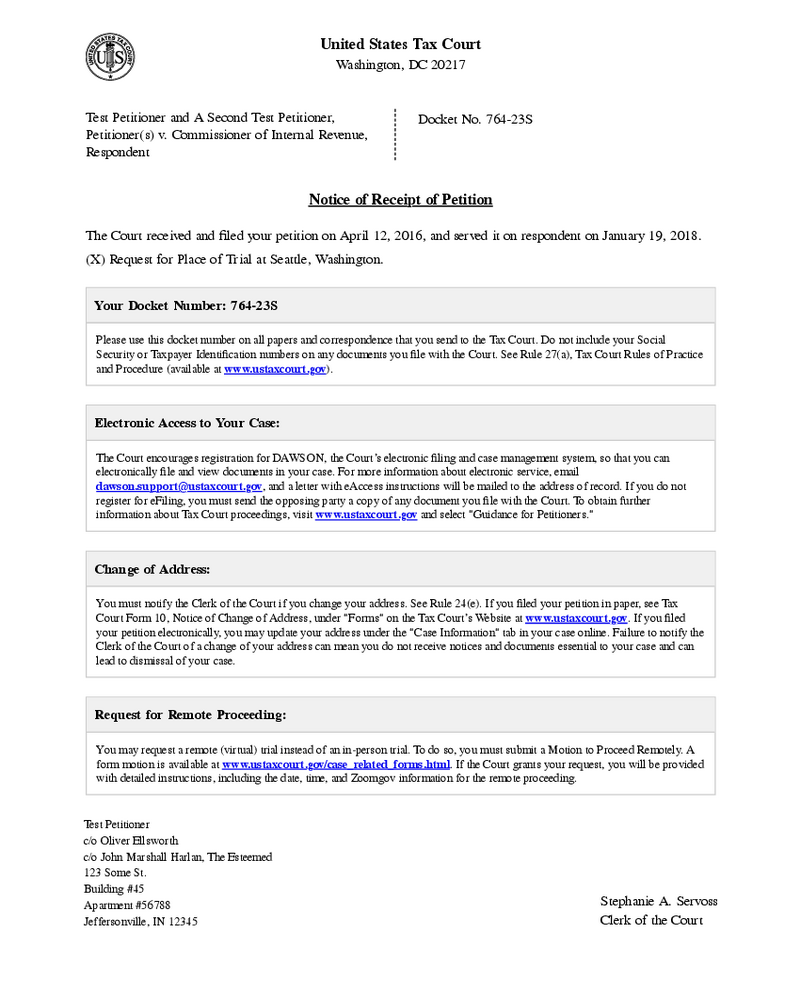 UNITED STATES TAX COURT
US
United States Tax Court
Washington, DC 20217
Test Petitioner and A Second Test Petitioner,
Petitioner(s) v. Commissioner of Internal Revenue,
Respondent
Docket No. 764-23S
Notice of Receipt of Petition
The Court received and filed your petition on April 12, 2016, and served it on respondent on January 19, 2018.
(X) Request for Place of Trial at Seattle, Washington.
Your Docket Number: 764-23S
Please use this docket number on all papers and correspondence that you send to the Tax Court. Do not include your Social
Security or Taxpayer Identification numbers on any documents you file with the Court. See Rule 27(a), Tax Court Rules of Practice
and Procedure (available at www.ustaxcourt.gov).
Electronic Access to Your Case:
The Court encourages registration for DAWSON, the Court's electronic filing and case management system, so that you can
electronically file and view documents in your case. For more information about electronic service, email
dawson.support@ustaxcourt.gov, and a letter with eAccess instructions will be mailed to the address of record. If you do not
register for eFiling, you must send the opposing party a copy of any document you file with the Court. To obtain further
information about Tax Court proceedings, visit www.ustaxcourt.gov and select "Guidance for Petitioners."
Change of Address:
You must notify the Clerk of the Court if you change your address. See Rule 24(e). If you filed your petition in paper, see Tax
Court Form 10, Notice of Change of Address, under "Forms" on the Tax Court's Website at www.ustaxcourt.gov. If you filed
your petition electronically, you may update your address under the "Case Information" tab in your case online. Failure to notify the
Clerk of the Court of a change of your address can mean you do not receive notices and documents essential to your case and can
lead to dismissal of your case.
Request for Remote Proceeding:
You may request a remote (virtual) trial instead of an in-person trial. To do so, you must submit a Motion to Proceed Remotely. A
form motion is available at www.ustaxcourt.gov/case_related_forms.html. If the Court grants your request, you will be provided
with detailed instructions, including the date, time, and Zoomgov information for the remote proceeding.
Test Petitioner
c/o Oliver Ellsworth
c/o John Marshall Harlan, The Esteemed
123 Some St.
Building #45
Apartment #56788
Jeffersonville, IN 12345
Stephanie A. Servoss
Clerk of the Court